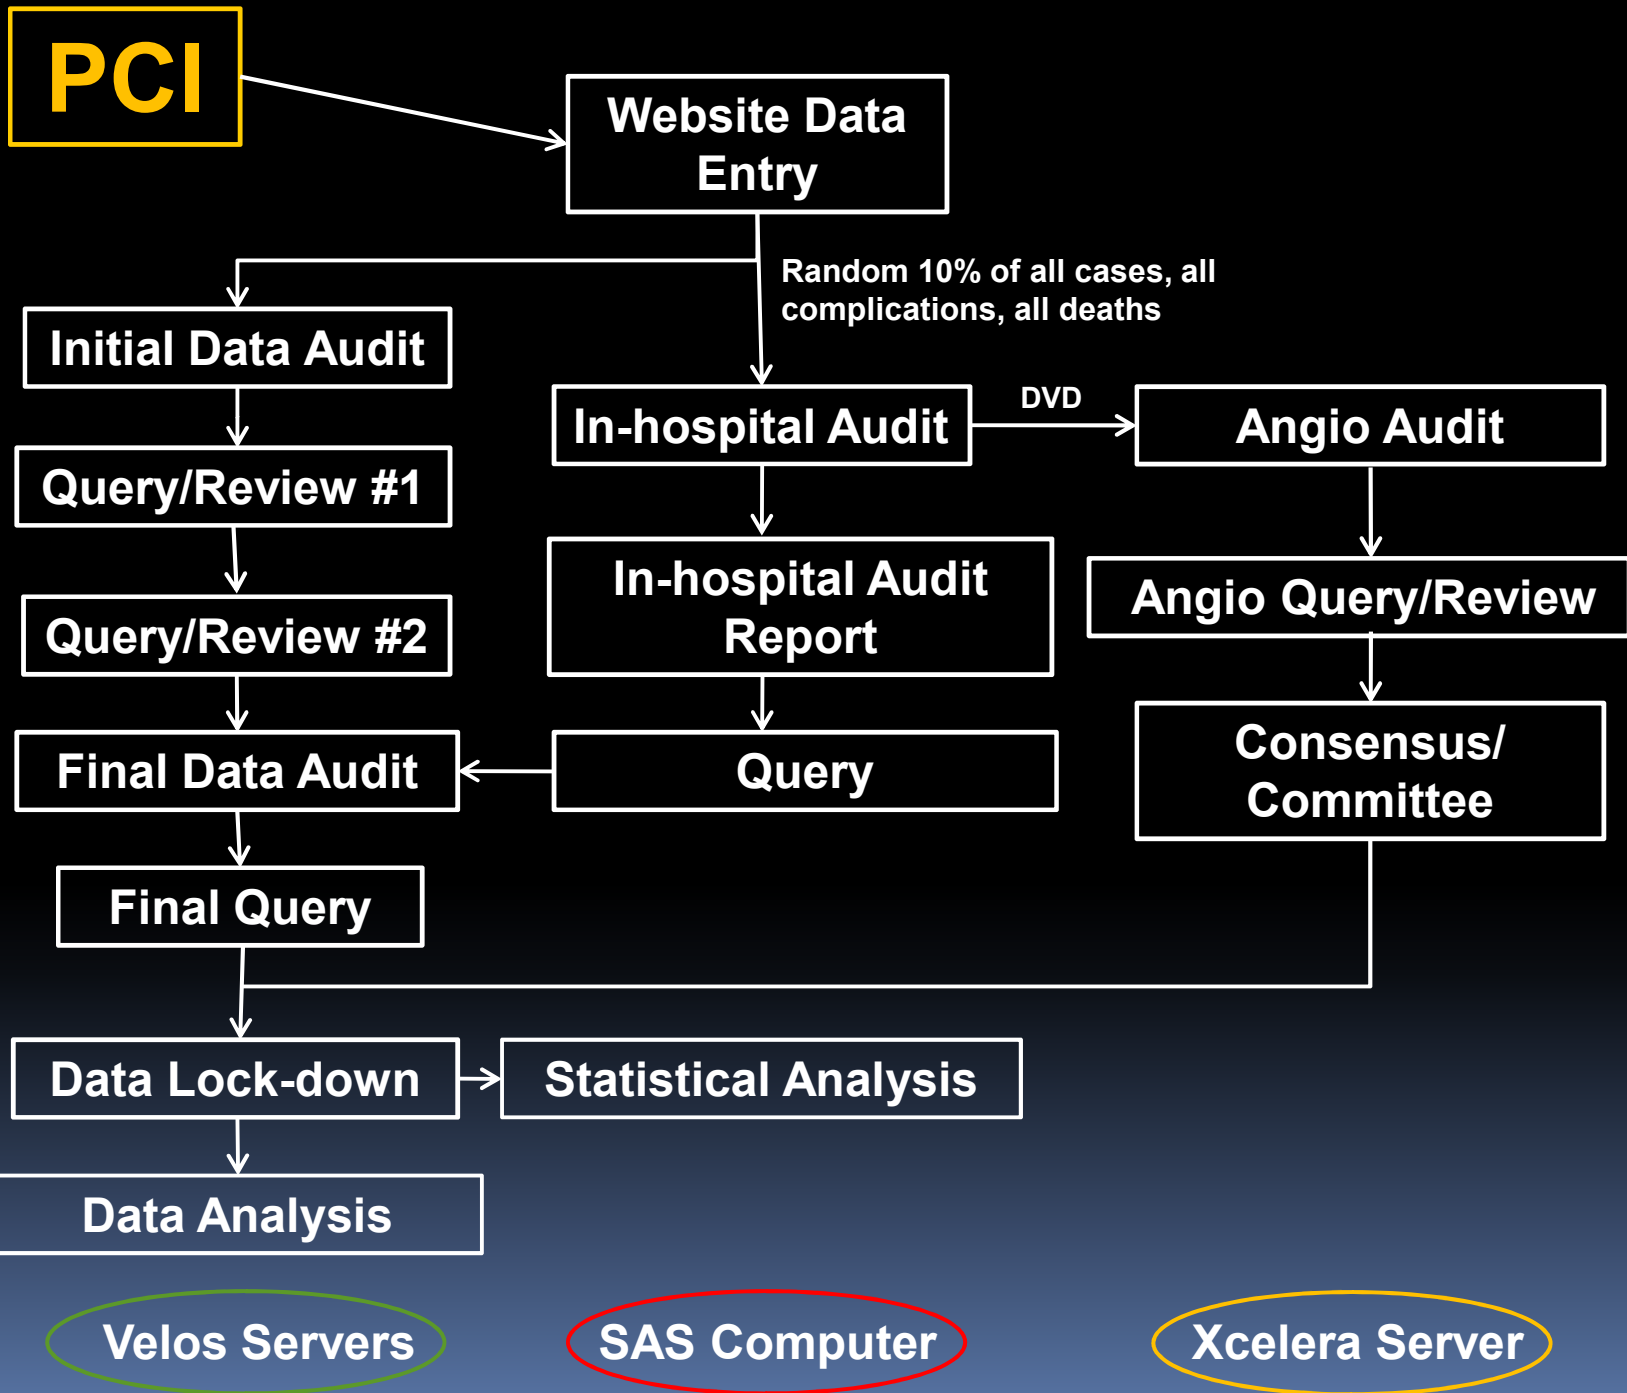 PCI
Website Data
Entry
Random 10% of all cases, all
complications, all deaths
Initial Data Audit
In-hospital Audit
DVD
Angio Audit
Query/Review #1
In-hospital Audit
Report
Angio Query/Review
Query/Review #2
Final Data Audit
Query
Consensus/
Committee
Final Query
Data Lock-down
Statistical Analysis
Data Analysis
Velos Servers
SAS Computer
Xcelera Server